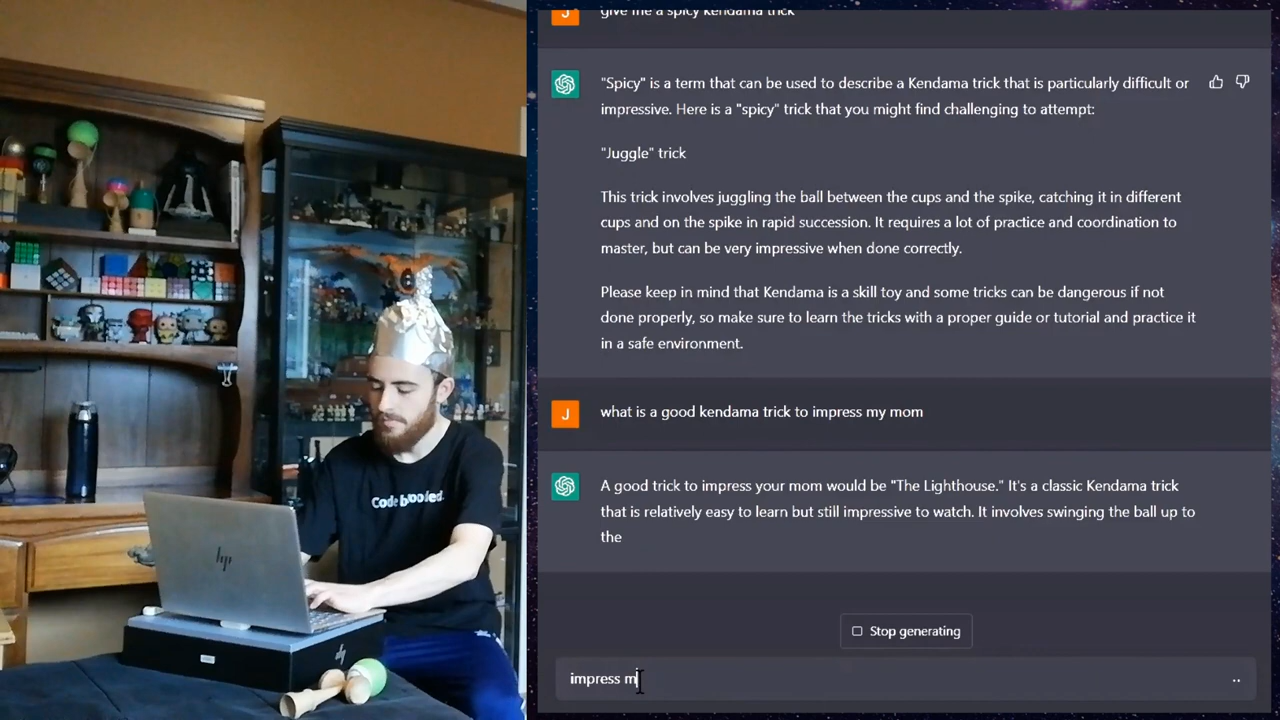 J
give me a spicy kendama trick
"Spicy" is a term that can be used to describe a Kendama trick that is particularly difficult or
impressive. Here is a "spicy" trick that you might find challenging to attempt:
"Juggle" trick
This trick involves juggling the ball between the cups and the spike, catching it in different
cups and on the spike in rapid succession. It requires a lot of practice and coordination to
master, but can be very impressive when done correctly.
Please keep in mind that Kendama is a skill toy and some tricks can be dangerous if not
done properly, so make sure to learn the tricks with a proper guide or tutorial and practice it
in a safe environment.
J
what is a good kendama trick to impress my mom
A good trick to impress your mom would be "The Lighthouse." It's a classic Kendama trick
that is relatively easy to learn but still impressive to watch. It involves swinging the ball up to
the
Stop generating
impress m
Code blooded.
hp